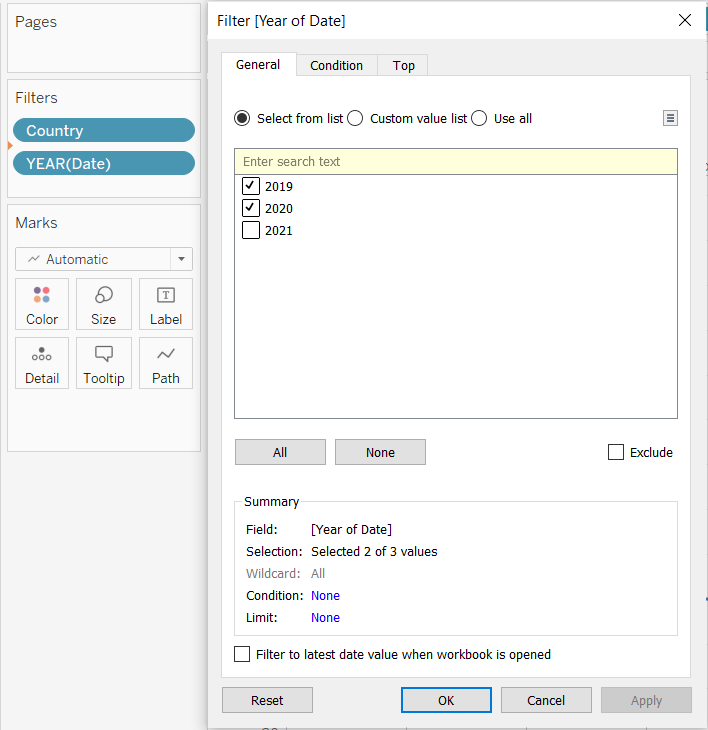 Pages
Filters
Country
YEAR(Date)
Marks
Automatic
Color
Size
T
Label
Detail
Tooltip
Path
Filter [Year of Date]
General
Condition
Top
Select from list
Custom value list
Use all
Enter search text
2019
2020
2021
All
None
Exclude
Summary
Field: [Year of Date]
Selection: Selected 2 of 3 values
Wildcard: All
Condition: None
Limit: None
Filter to latest date value when workbook is opened
Reset
OK
Cancel
Apply